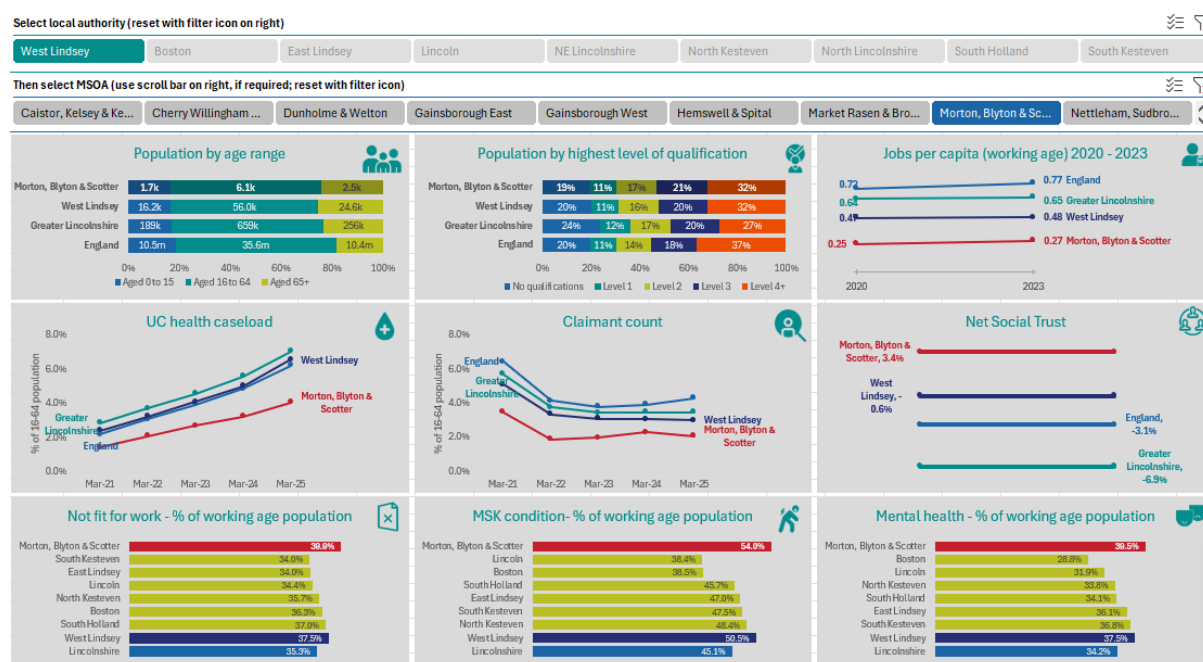 Select local authority (reset with filter icon on right)
West Lindsey Boston East Lindsey Lincoln NE Lincolnshire North Kesteven North Lincolnshire South Holland South Kesteven
Then select MSOA (use scroll bar on right, if required; reset with filter icon)
Caistor, Kelsey & Ke... Cherry Willingham ... Dunholme & Welton Gainsborough East Gainsborough West Hemswell & Spital Market Rasen & Bro... Morton, Blyton & Sc... Nettleham, Sudbro...
Population by age range
Morton, Blyton & Scotter 1.7k 6.1k 2.5k
West Lindsey 16.2k 56.0k 24.6k
Greater Lincolnshire 189k 659k 256k
England 10.5m 35.6m 10.4m
0% 20% 40% 60% 80% 100%
Aged 0 to 15 Aged 16 to 64 Aged 65+
Population by highest level of qualification
Morton, Blyton & Scotter 19% 11% 17% 21% 32%
West Lindsey 20% 11% 16% 20% 32%
Greater Lincolnshire 24% 12% 17% 20% 27%
England 20% 11% 14% 18% 37%
0% 20% 40% 60% 80% 100%
No qualifications Level 1 Level 2 Level 3 Level 4+
Jobs per capita (working age) 2020 - 2023
0.72 0.77 England
0.64 0.65 Greater Lincolnshire
0.47 0.48 West Lindsey
0.25 0.27 Morton, Blyton & Scotter
2020 2023
UC health caseload
% of 16-64 population
8.0%
6.0%
4.0%
2.0%
0.0%
West Lindsey
Morton, Blyton &
Scotter
Greater
Lincolnshire
England
Mar-21 Mar-22 Mar-23 Mar-24 Mar-25
Claimant count
% of 16-64 population
8.0%
6.0%
4.0%
2.0%
0.0%
England
Greater
Lincolnshire
West Lindsey
Morton, Blyton &
Scotter
Mar-21 Mar-22 Mar-23 Mar-24 Mar-25
Net Social Trust
Morton, Blyton &
Scotter, 3.4%
West
Lindsey, -
0.6%
England,
-3.1%
Greater
Lincolnshire,
-6.9%
Not fit for work - % of working age population
Morton, Blyton & Scotter 39.9%
South Kesteven 34.0%
East Lindsey 34.0%
Lincoln 34.4%
North Kesteven 35.7%
Boston 36.3%
South Holland 37.0%
West Lindsey 37.5%
Lincolnshire 35.3%
MSK condition- % of working age population
Morton, Blyton & Scotter 54.0%
Lincoln 38.4%
Boston 38.5%
South Holland 45.7%
East Lindsey 47.0%
South Kesteven 47.5%
North Kesteven 48.4%
West Lindsey 50.5%
Lincolnshire 45.1%
Mental health - % of working age population
Morton, Blyton & Scotter 39.5%
Boston 28.8%
Lincoln 31.9%
North Kesteven 33.8%
South Holland 34.1%
East Lindsey 36.1%
South Kesteven 36.8%
West Lindsey 37.5%
Lincolnshire 34.2%